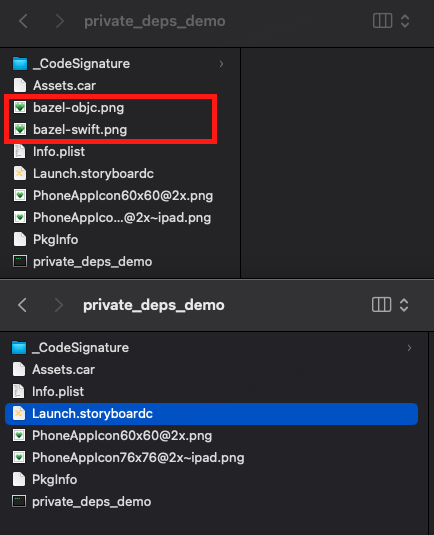 private_deps_demo
_CodeSignature
Assets.car
bazel-objc.png
bazel-swift.png
Info.plist
Launch.storyboardc
PhoneAppIcon60x60@2x.png
PhoneAppIco...@2x~ipad.png
PkgInfo
private_deps_demo
private_deps_demo
_CodeSignature
Assets.car
Info.plist
Launch.storyboardc
PhoneAppIcon60x60@2x.png
PhoneAppIcon76x76@2x~ipad.png
PkgInfo
private_deps_demo